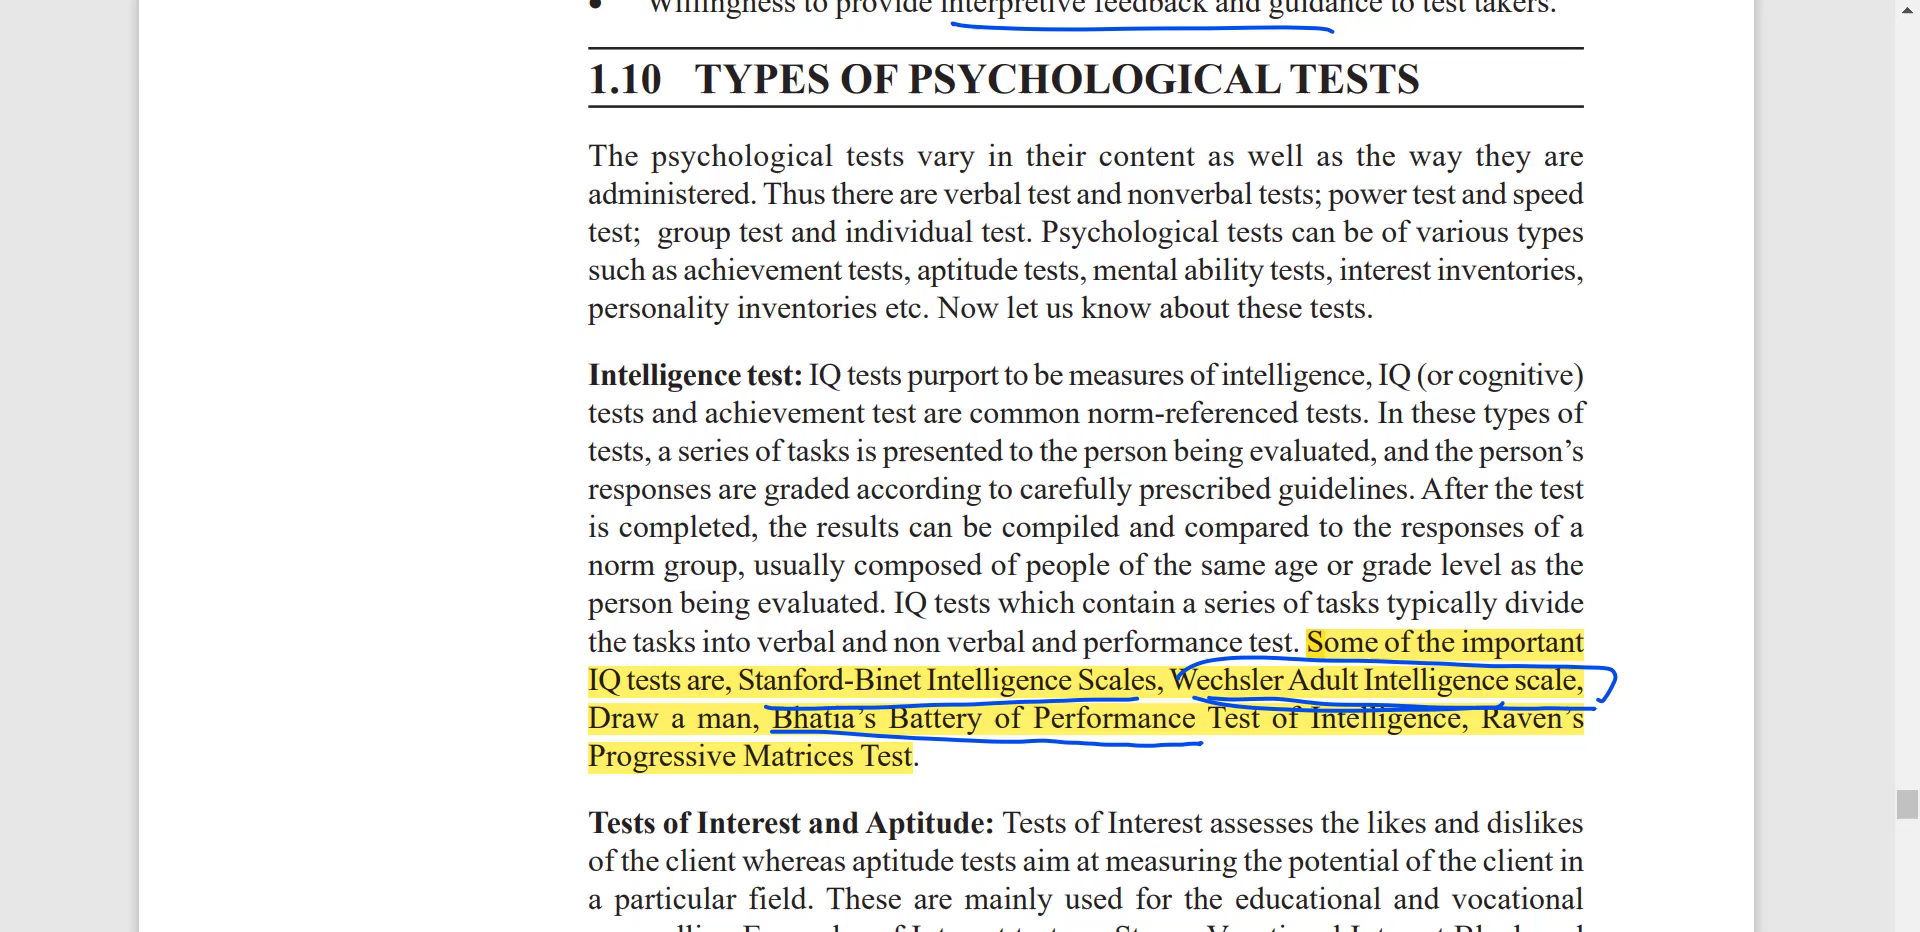 • Willingness to provide interpretive feedback and guidance to test takers.
1.10 TYPES OF PSYCHOLOGICAL TESTS
The psychological tests vary in their content as well as the way they are
administered. Thus there are verbal test and nonverbal tests; power test and speed
test; group test and individual test. Psychological tests can be of various types
such as achievement tests, aptitude tests, mental ability tests, interest inventories,
personality inventories etc. Now let us know about these tests.
Intelligence test: IQ tests purport to be measures of intelligence, IQ (or cognitive)
tests and achievement test are common norm-referenced tests. In these types of
tests, a series of tasks is presented to the person being evaluated, and the person’s
responses are graded according to carefully prescribed guidelines. After the test
is completed, the results can be compiled and compared to the responses of a
norm group, usually composed of people of the same age or grade level as the
person being evaluated. IQ tests which contain a series of tasks typically divide
the tasks into verbal and non verbal and performance test. Some of the important
IQ tests are, Stanford-Binet Intelligence Scales, Wechsler Adult Intelligence scale,
Draw a man, Bhatia’s Battery of Performance Test of Intelligence, Raven’s
Progressive Matrices Test.
Tests of Interest and Aptitude: Tests of Interest assesses the likes and dislikes
of the client whereas aptitude tests aim at measuring the potential of the client in
a particular field. These are mainly used for the educational and vocational